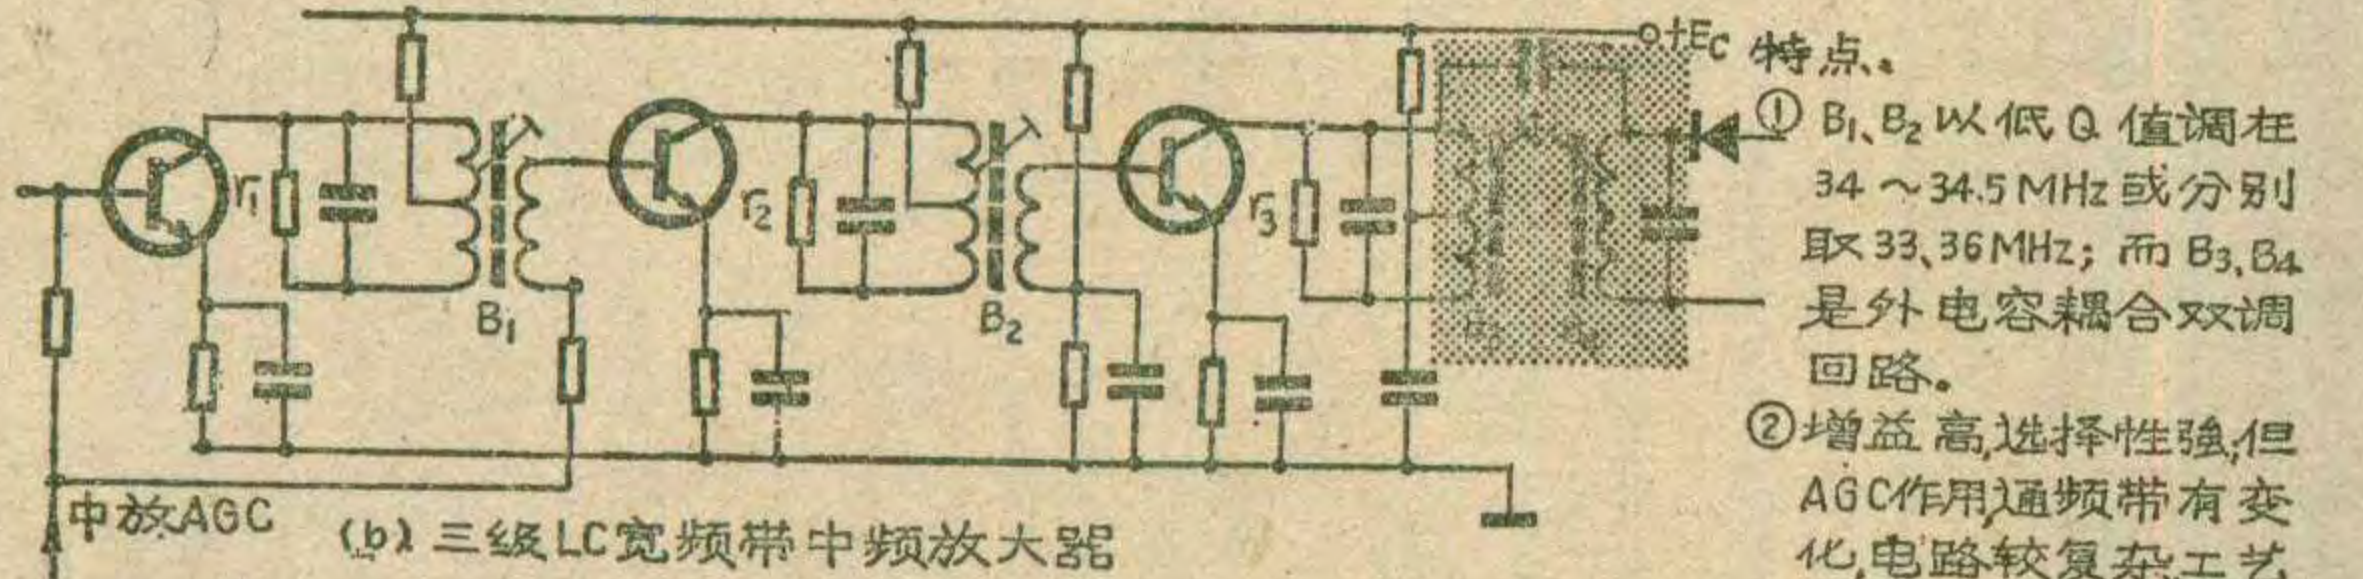 +EC
特点。
① B1、B2 以低 Q 值调在
34～34.5 MHz 或分别
取 33、36 MHz; 而 B3、B4
是外电容耦合双调
回路。
② 增益高,选择性強,但
AGC作用,通频带有变
化,电路较复杂,工艺
r1
r2
r3
B1
B2
中放AGC
(b) 三级LC宽频带中频放大器